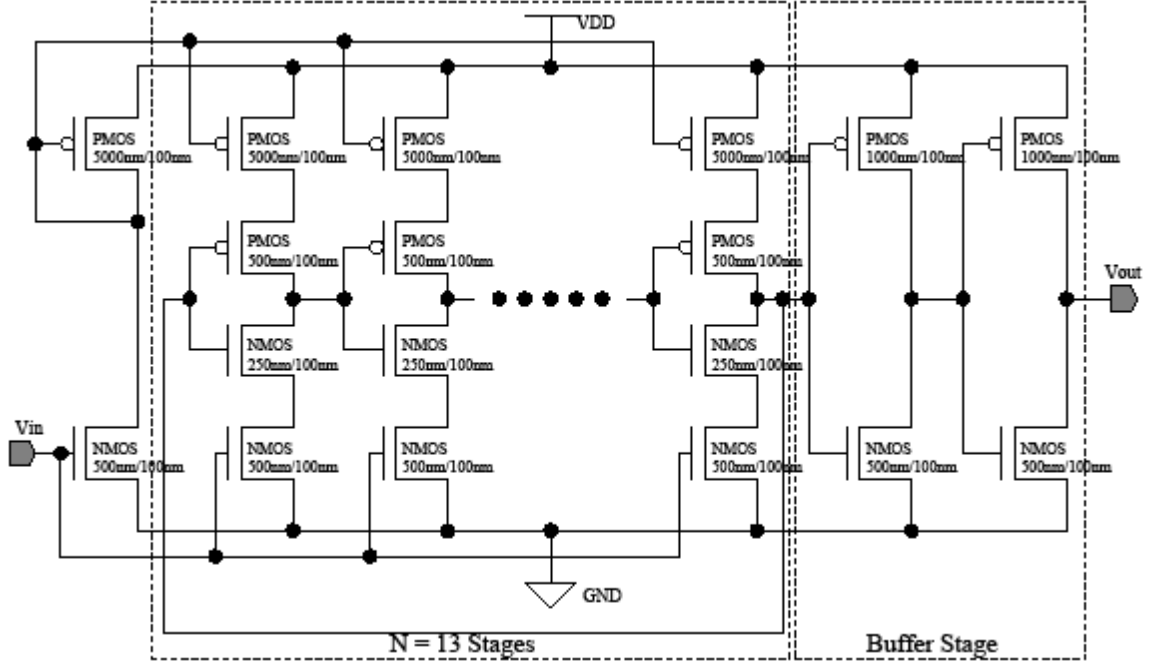 VDD
PMOS
5000nm/100nm
PMOS
5000nm/100nm
PMOS
5000nm/100nm
PMOS
5000nm/100nm
PMOS
1000nm/100nm
PMOS
1000nm/100nm
PMOS
500nm/100nm
PMOS
500nm/100nm
PMOS
500nm/100nm
Vout
NMOS
250nm/100nm
NMOS
250nm/100nm
NMOS
250nm/100nm
Vin
NMOS
500nm/100nm
NMOS
500nm/100nm
NMOS
500nm/100nm
NMOS
500nm/100nm
NMOS
500nm/100nm
NMOS
500nm/100nm
GND
N = 13 Stages
Buffer Stage